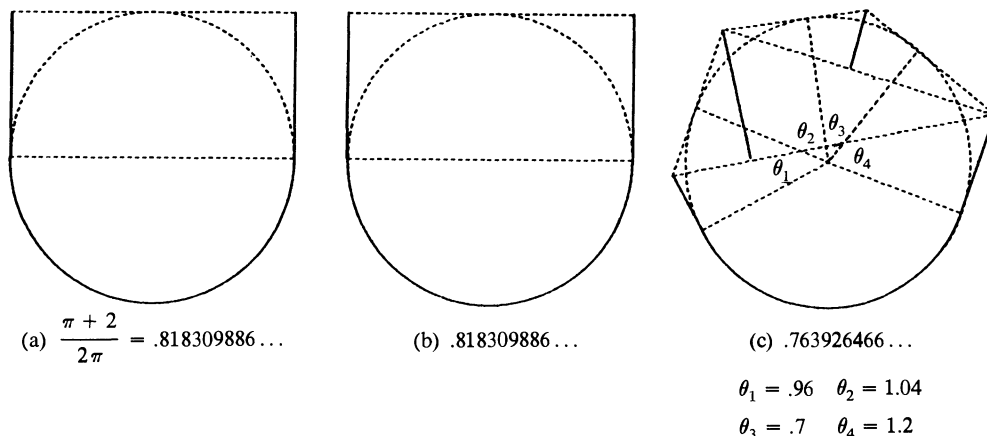 θ₂ θ₃
θ₁ θ₄
(a) (π + 2)/(2π) = .818309886...
(b) .818309886...
(c) .763926466...
θ₁ = .96 θ₂ = 1.04
θ₃ = .7 θ₄ = 1.2